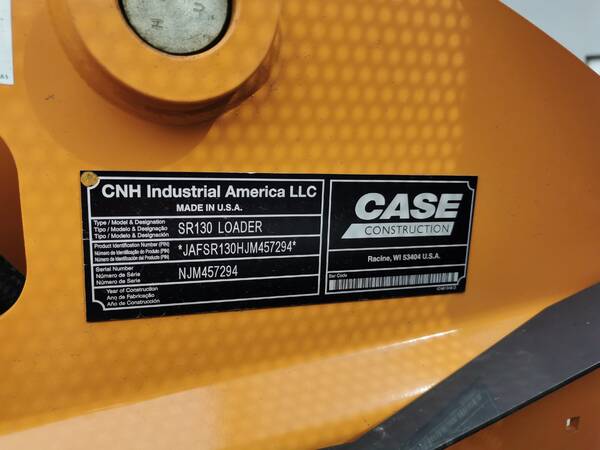 CNH Industrial America LLC
MADE IN U.S.A.
Type / Model & Designation
Tipo / Modelo & Designação
Tipo / Modelo & Designación
SR130 LOADER
Product Identification Number (PIN)
Número de Identificação do Produto (PIN)
Número de Identificación del Producto (PIN)
*JAFSR130HJM457294*
Serial Number
Número de Série
Número de Serie
NJM457294
Year of Construction
Ano de Fabricação
Año de Construcción
CASE
CONSTRUCTION
Racine, WI 53404 U.S.A.
Bar Code